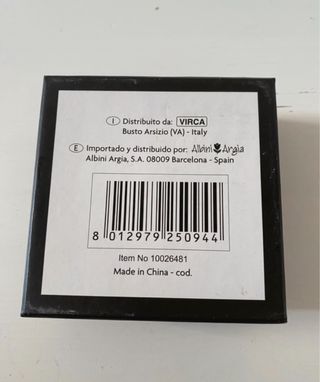 I Distribuito da: VIRCA
Busto Arsizio (VA) - Italy
E Importado y distribuido por: Albini Argia
Albini Argia, S.A. 08009 Barcelona - Spain
8 012979 250944
Item No 10026481
Made in China - cod.